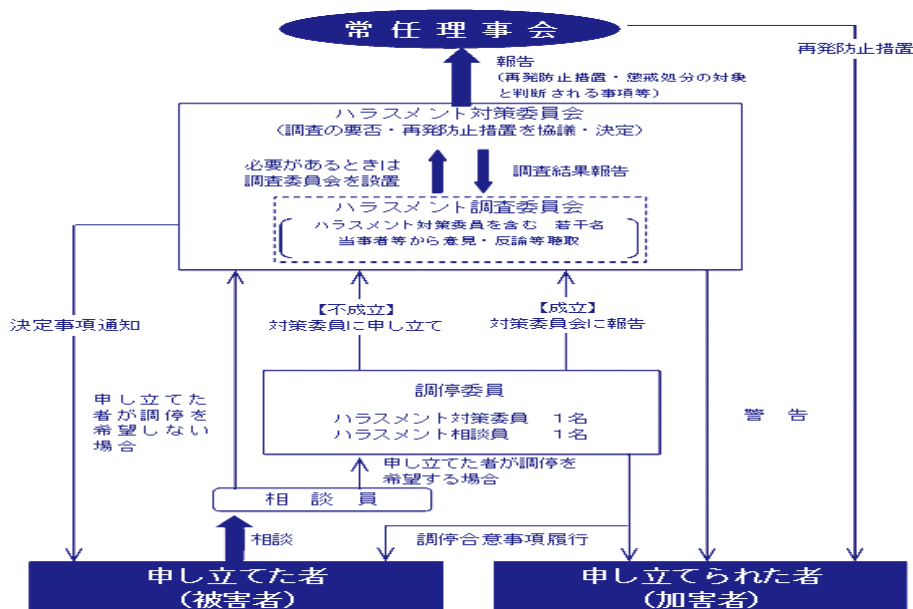 常任理事会
再発防止措置
報告
(再発防止措置・懲戒処分の対象
と判断される事項等)
ハラスメント対策委員会
(調査の要否・再発防止措置を協議・決定)
必要があるときは
調査委員会を設置
調査結果報告
ハラスメント調査委員会
ハラスメント対策委員を含む 若干名
当事者等から意見・反論等聴取
決定事項通知
【不成立】
対策委員に申し立て
【成立】
対策委員会に報告
申し立てた
者が調停を
希望しない
場合
調停委員
ハラスメント対策委員 1名
ハラスメント相談員 1名
警告
申し立てた者が調停を
希望する場合
相談員
相談
調停合意事項履行
申し立てた者
(被害者)
申し立てられた者
(加害者)